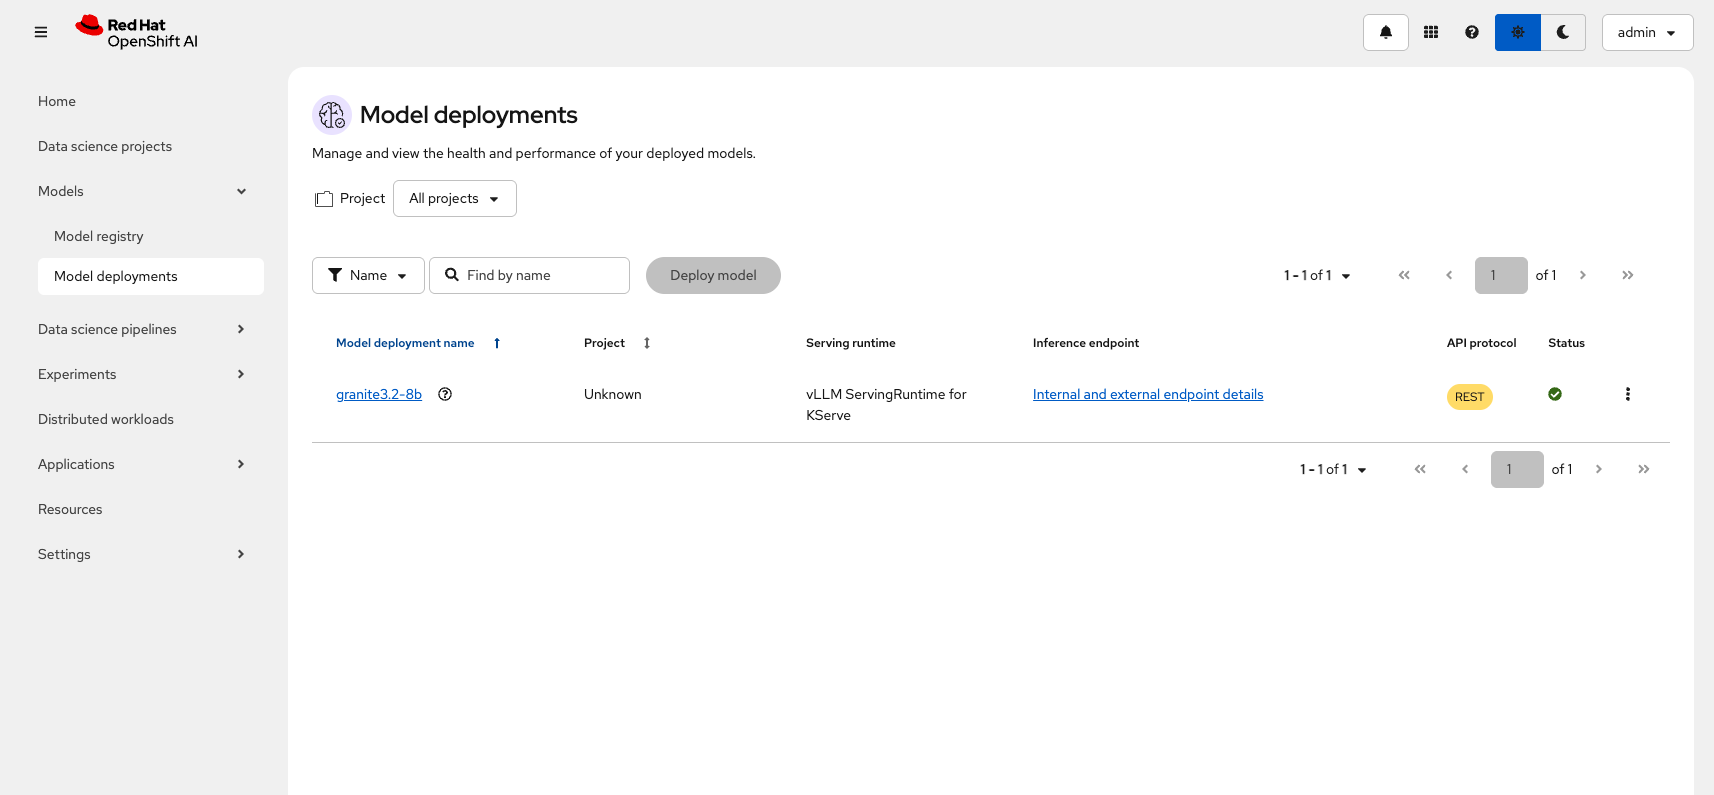 Red Hat
OpenShift AI
admin
Home
Data science projects
Models
Model registry
Model deployments
Data science pipelines
Experiments
Distributed workloads
Applications
Resources
Settings
Model deployments
Manage and view the health and performance of your deployed models.
Project All projects
Name Find by name Deploy model 1 - 1 of 1 1 of 1
Model deployment name Project Serving runtime Inference endpoint API protocol Status
granite3.2-8b Unknown vLLM ServingRuntime for Internal and external endpoint details REST
KServe
1 - 1 of 1 1 of 1